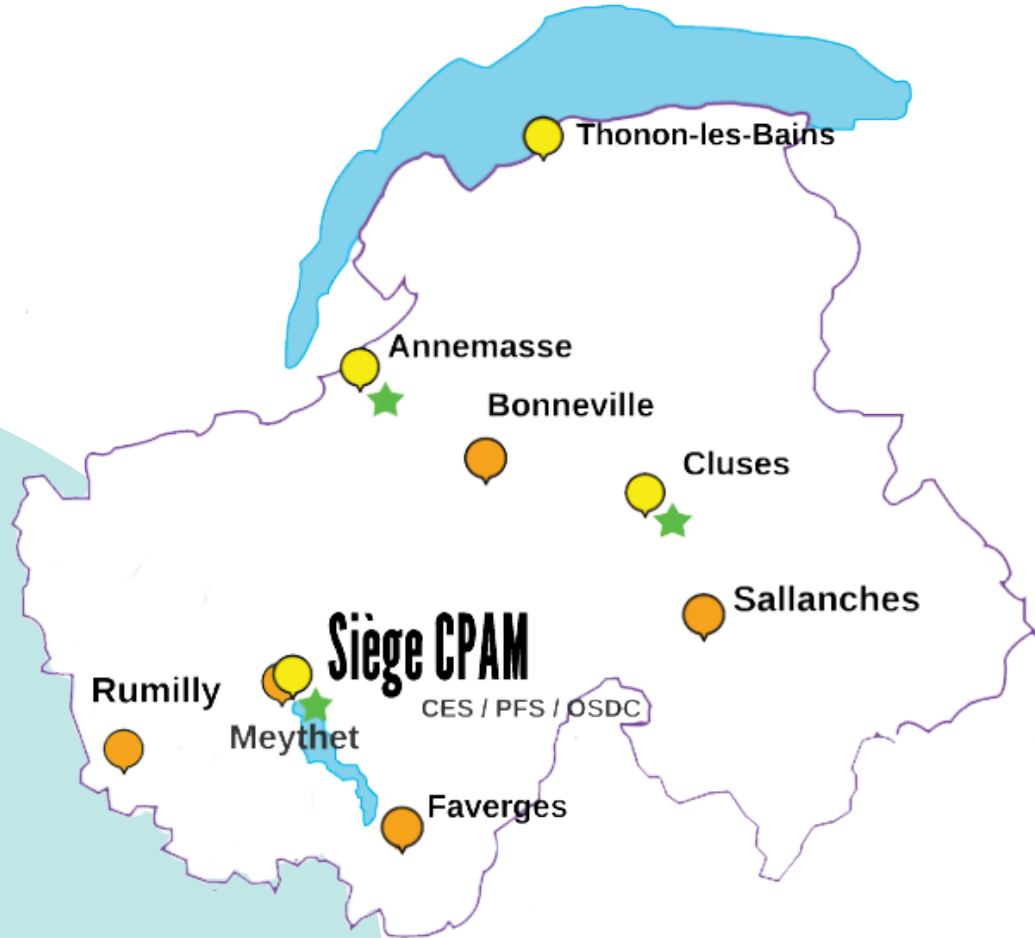 Thonon-les-Bains
Annemasse
Bonneville
Cluses
Sallanches
Siège CPAM
Rumilly
CES / PFS / OSDC
Meythet
Faverges